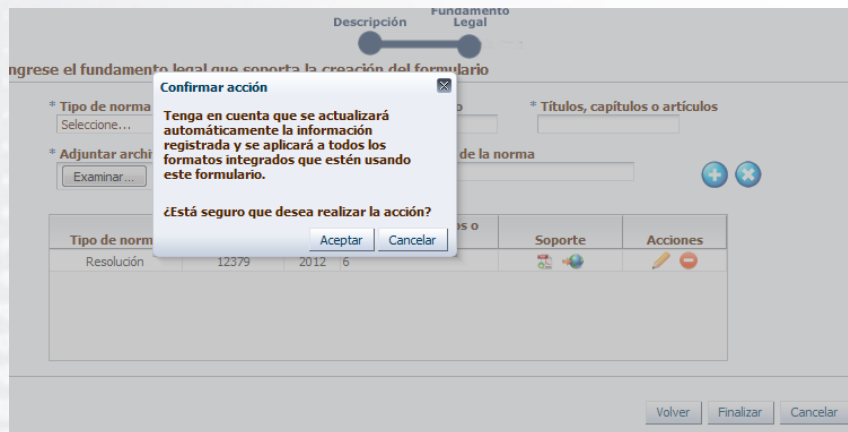 Fundamento
Descripción Legal
ngrese el fundamento legal que soporta la creación del formulario
Confirmar acción
Tenga en cuenta que se actualizará
automáticamente la información
registrada y se aplicará a todos los
formatos integrados que estén usando
este formulario.
¿Está seguro que desea realizar la acción?
Aceptar Cancelar
* Tipo de norma o * Títulos, capítulos o artículos
Seleccione...
* Adjuntar archi de la norma
Examinar...
Tipo de norm os o Soporte Acciones
Resolución 12379 2012 6
Volver Finalizar Cancelar